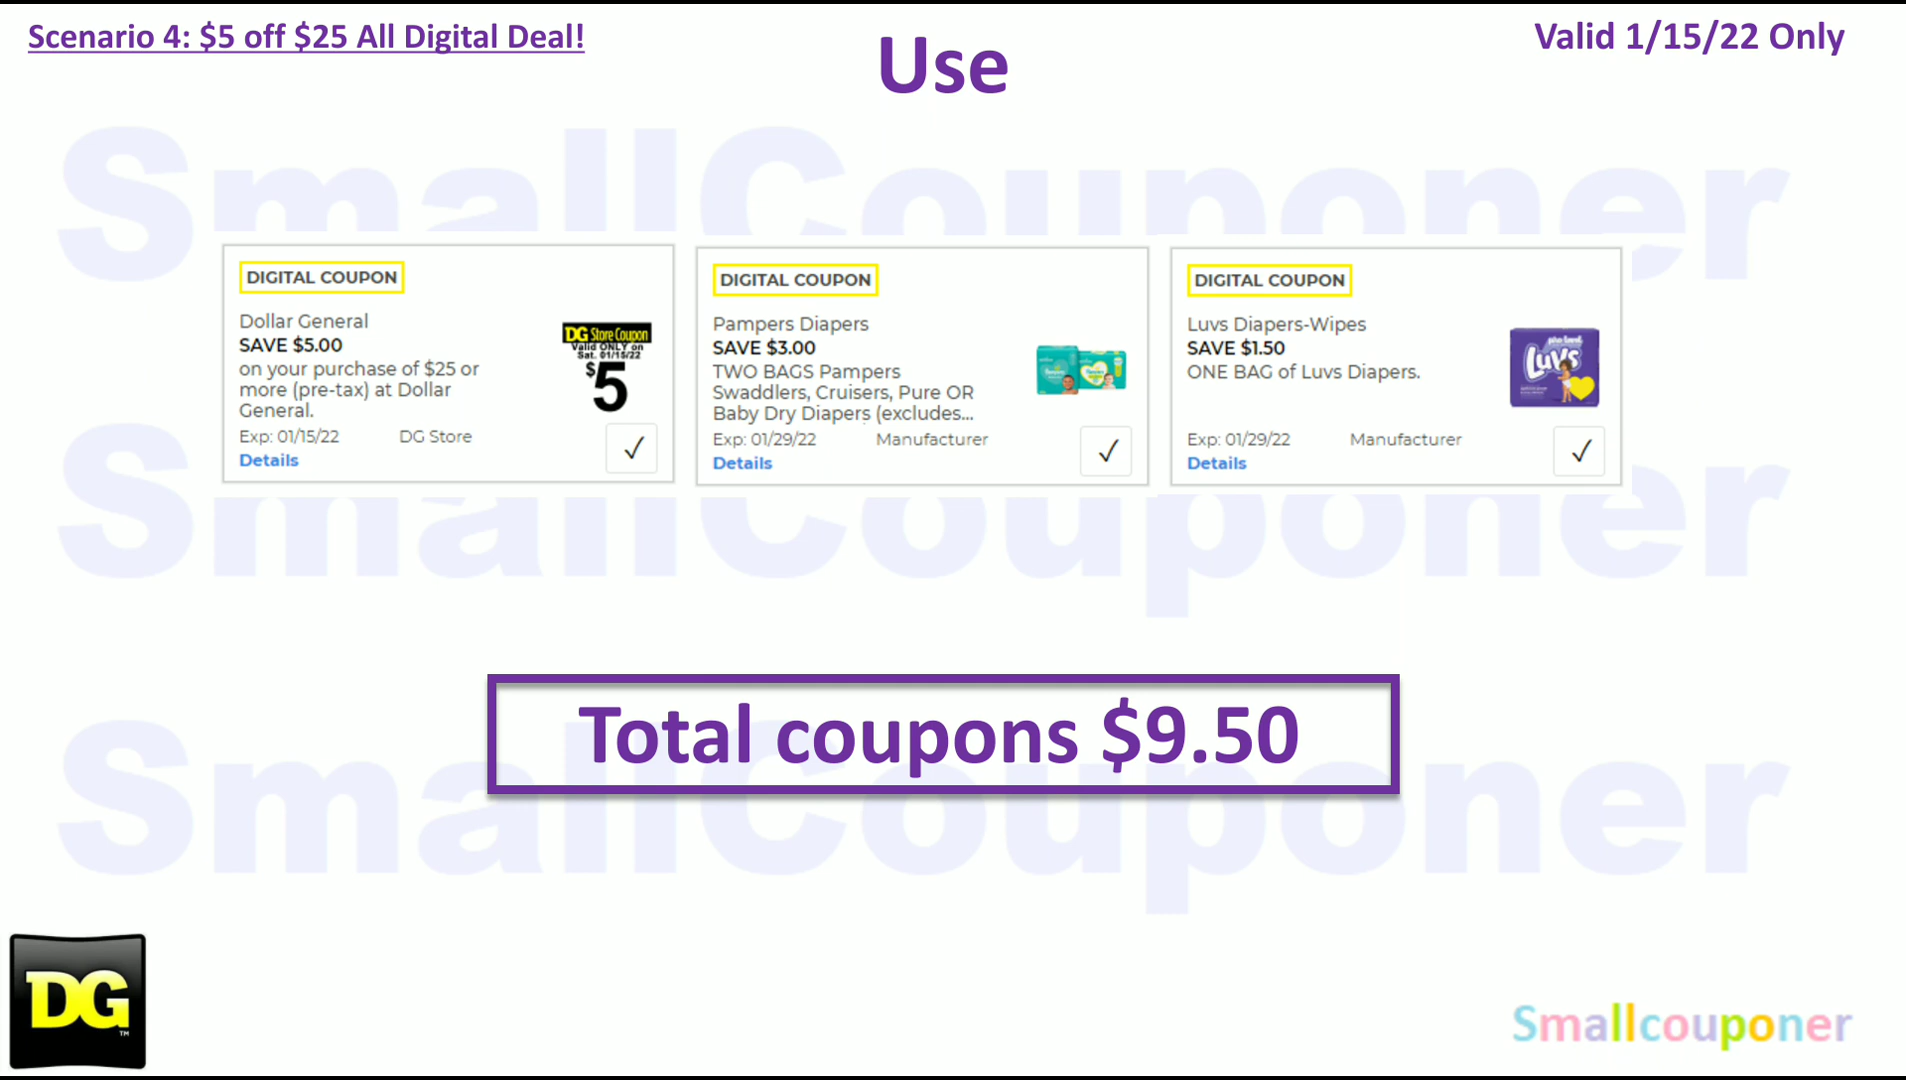 Scenario 4: $5 off $25 All Digital Deal!
Use
Valid 1/15/22 Only
SmallCouponer
DIGITAL COUPON
Dollar General
SAVE $5.00
on your purchase of $25 or
more (pre-tax) at Dollar
General.
Exp: 01/15/22 DG Store
Details
DG Store Coupon
Valid ONLY on
Sat. 01/15/22
$5
DIGITAL COUPON
Pampers Diapers
SAVE $3.00
TWO BAGS Pampers
Swaddlers, Cruisers, Pure OR
Baby Dry Diapers (excludes...
Exp: 01/29/22 Manufacturer
Details
DIGITAL COUPON
Luvs Diapers-Wipes
SAVE $1.50
ONE BAG of Luvs Diapers.
Exp: 01/29/22 Manufacturer
Details
Luvs
SmallCouponer
Total coupons $9.50
SmallCouponer
DG
TM
Smallcouponer